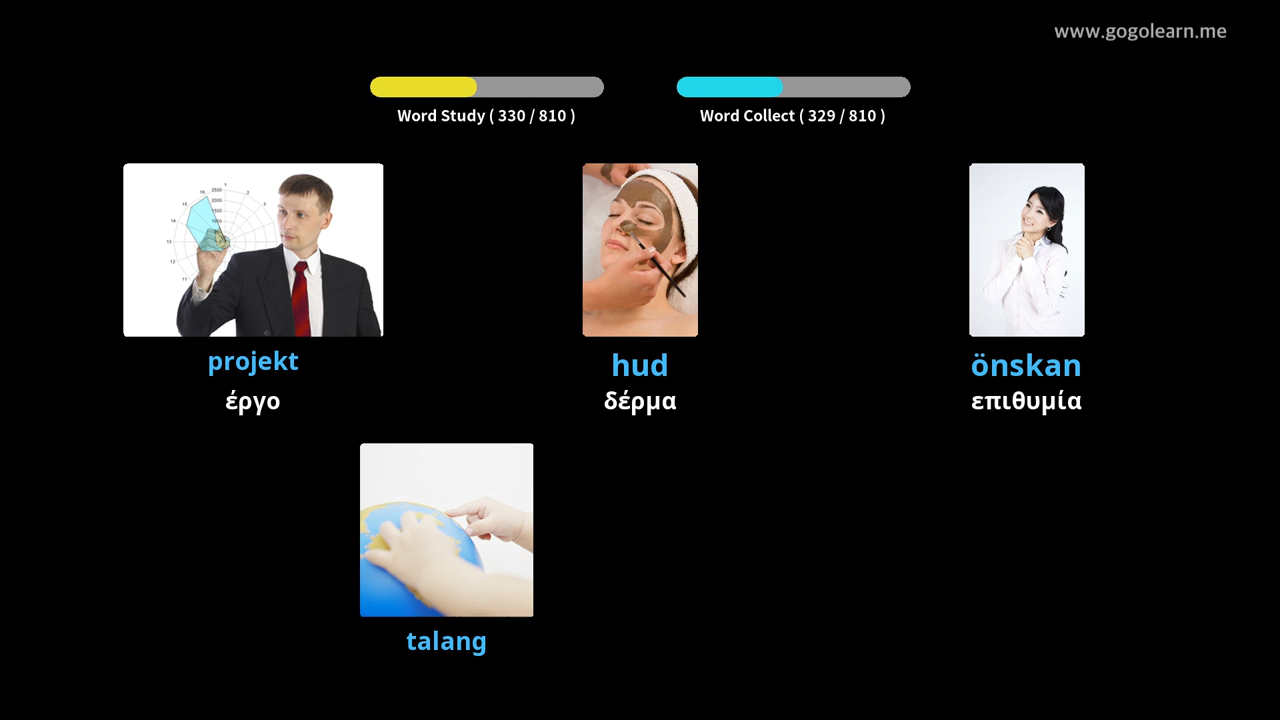 www.gogolearn.me
Word Study ( 330 / 810 )
Word Collect ( 329 / 810 )
projekt
έργο
hud
δέρμα
önskan
επιθυμία
talang